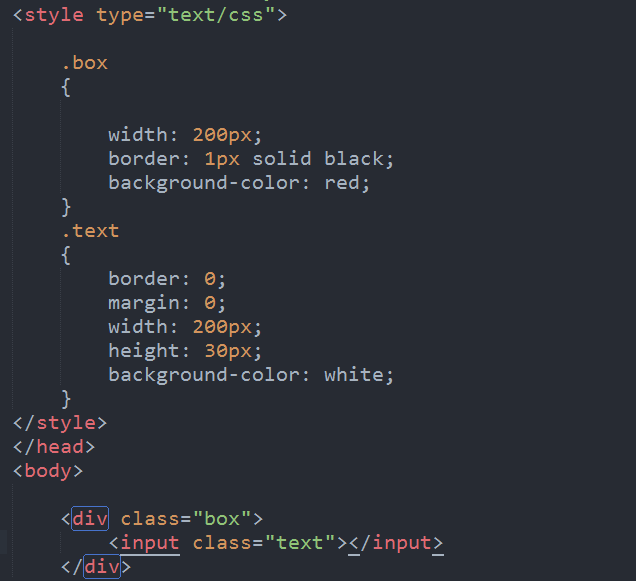 <style type="text/css">
.box
{
width: 200px;
border: 1px solid black;
background-color: red;
}
.text
{
border: 0;
margin: 0;
width: 200px;
height: 30px;
background-color: white;
}
</style>
</head>
<body>
<div class="box">
<input class="text"></input>
</div>